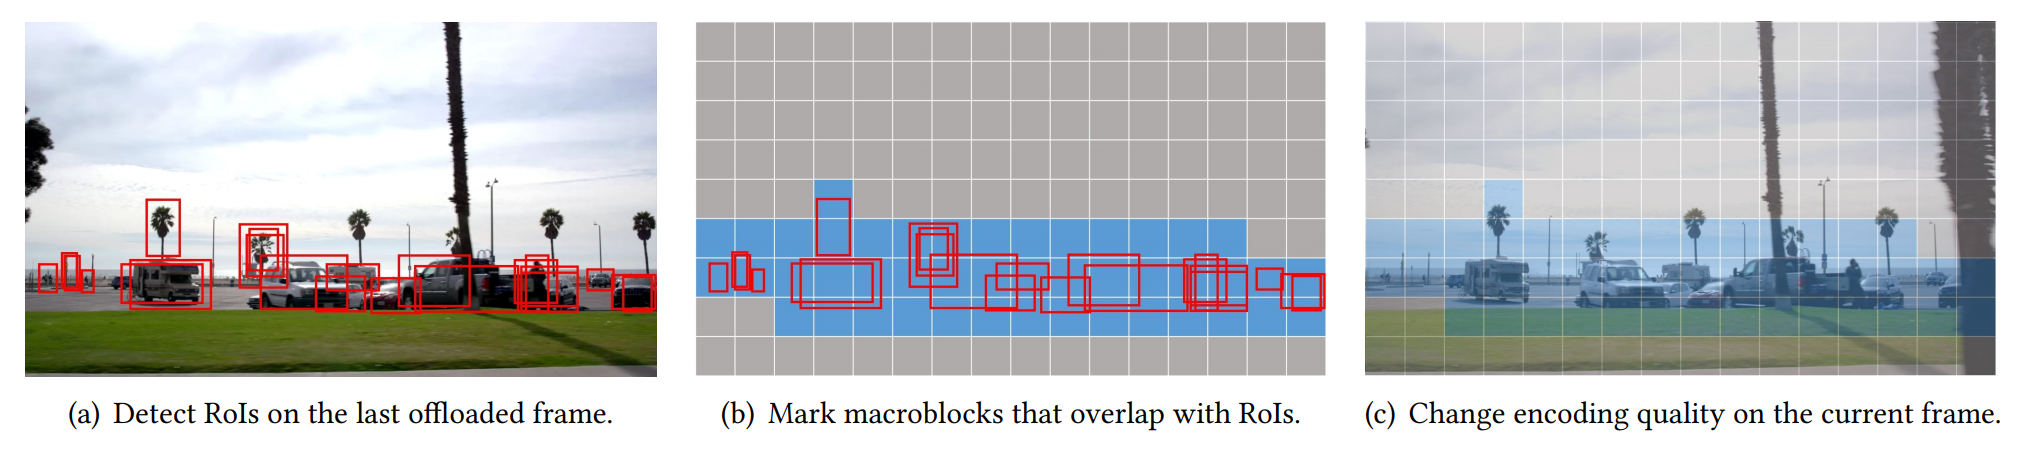 (a) Detect RoIs on the last offloaded frame.
(b) Mark macroblocks that overlap with RoIs.
(c) Change encoding quality on the current frame.